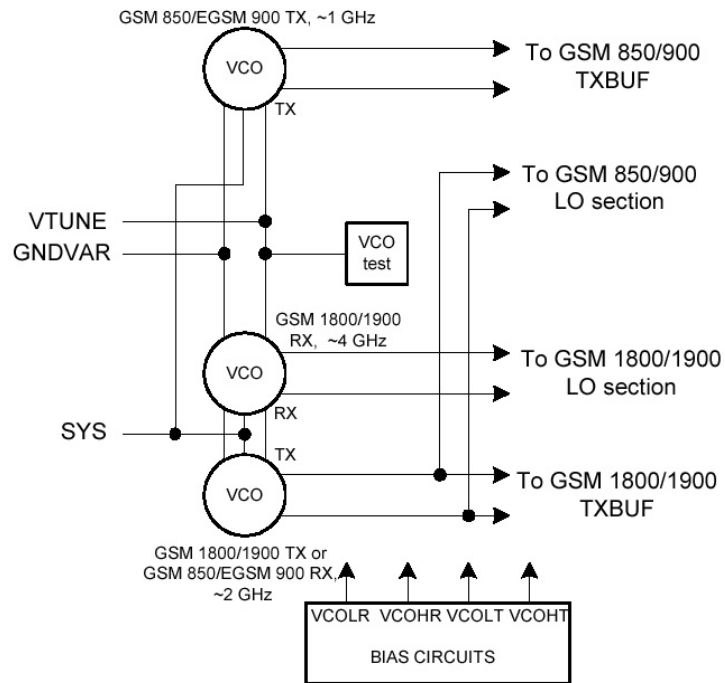 GSM 850/EGSM 900 TX, ~1 GHz
VCO
TX
To GSM 850/900
TXBUF
To GSM 850/900
LO section
VTUNE
GNDVAR
VCO
test
GSM 1800/1900
RX, ~4 GHz
VCO
RX
To GSM 1800/1900
LO section
SYS
TX
VCO
To GSM 1800/1900
TXBUF
GSM 1800/1900 TX or
GSM 850/EGSM 900 RX,
~2 GHz
VCOLR VCOHR VCOLT VCOHT
BIAS CIRCUITS